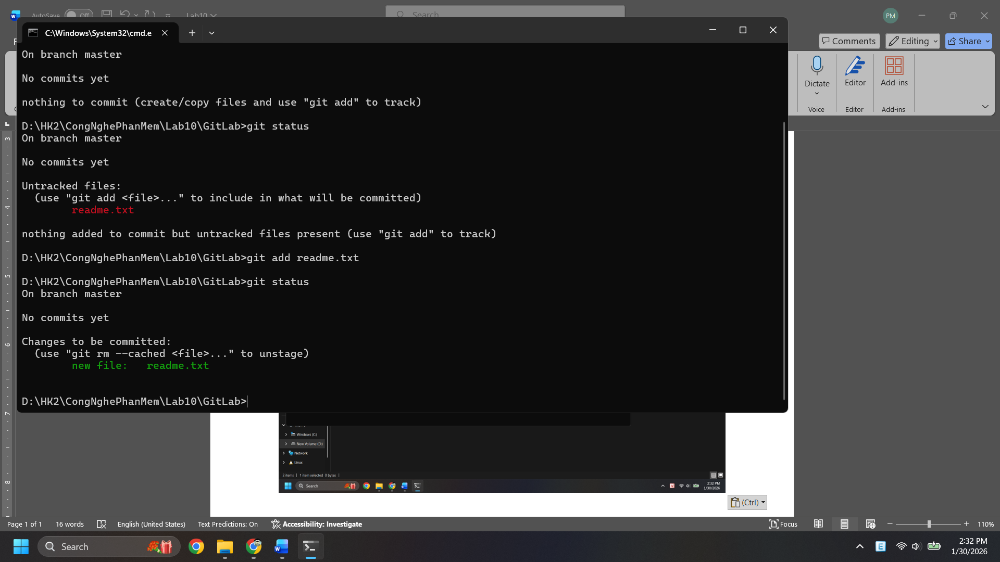 AutoSave
Off
Lab10
Search
PM
C:\Windows\System32\cmd.e
Comments
Editing
Share
On branch master
No commits yet
nothing to commit (create/copy files and use "git add" to track)
D:\HK2\CongNghePhanMem\Lab10\GitLab>git status
On branch master
No commits yet
Untracked files:
(use "git add <file>..." to include in what will be committed)
readme.txt
nothing added to commit but untracked files present (use "git add" to track)
D:\HK2\CongNghePhanMem\Lab10\GitLab>git add readme.txt
D:\HK2\CongNghePhanMem\Lab10\GitLab>git status
On branch master
No commits yet
Changes to be committed:
(use "git rm --cached <file>..." to unstage)
new file:   readme.txt
D:\HK2\CongNghePhanMem\Lab10\GitLab>
Dictate
Editor
Add-ins
Voice
Editor
Add-ins
3
4
5
6
7
8
Windows (C:)
New Volume (D:)
Network
Linux
2 items | 1 item selected 0 bytes |
Search
2:32 PM
1/30/2026
(Ctrl)
Page 1 of 1
16 words
English (United States)
Text Predictions: On
Accessibility: Investigate
Focus
110%
Search
2:32 PM
1/30/2026